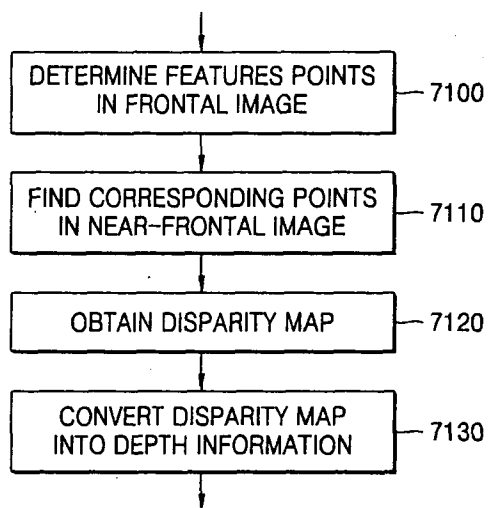 DETERMINE FEATURES POINTS
IN FRONTAL IMAGE
7100
FIND CORRESPONDING POINTS
IN NEAR-FRONTAL IMAGE
7110
OBTAIN DISPARITY MAP
7120
CONVERT DISPARITY MAP
INTO DEPTH INFORMATION
7130